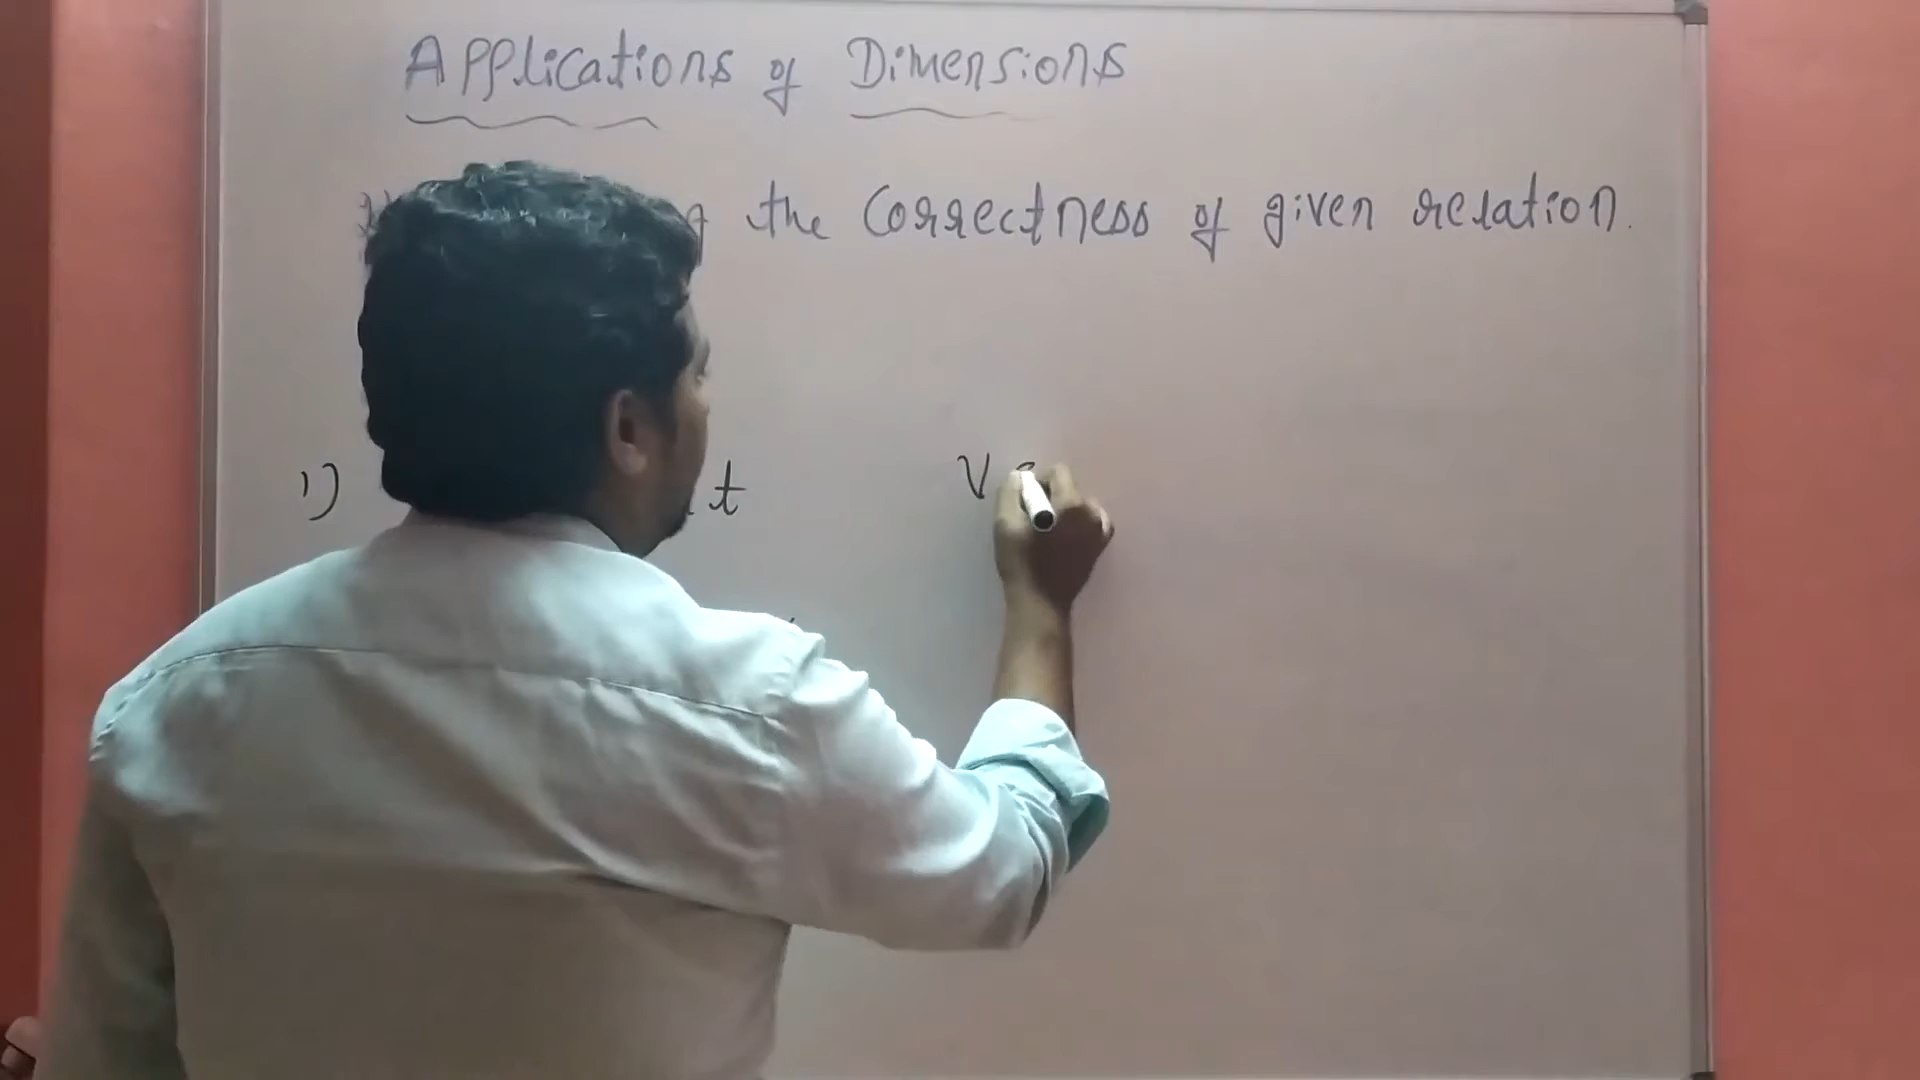 Applications of Dimensions
the Correctness of given relation.
1) t V